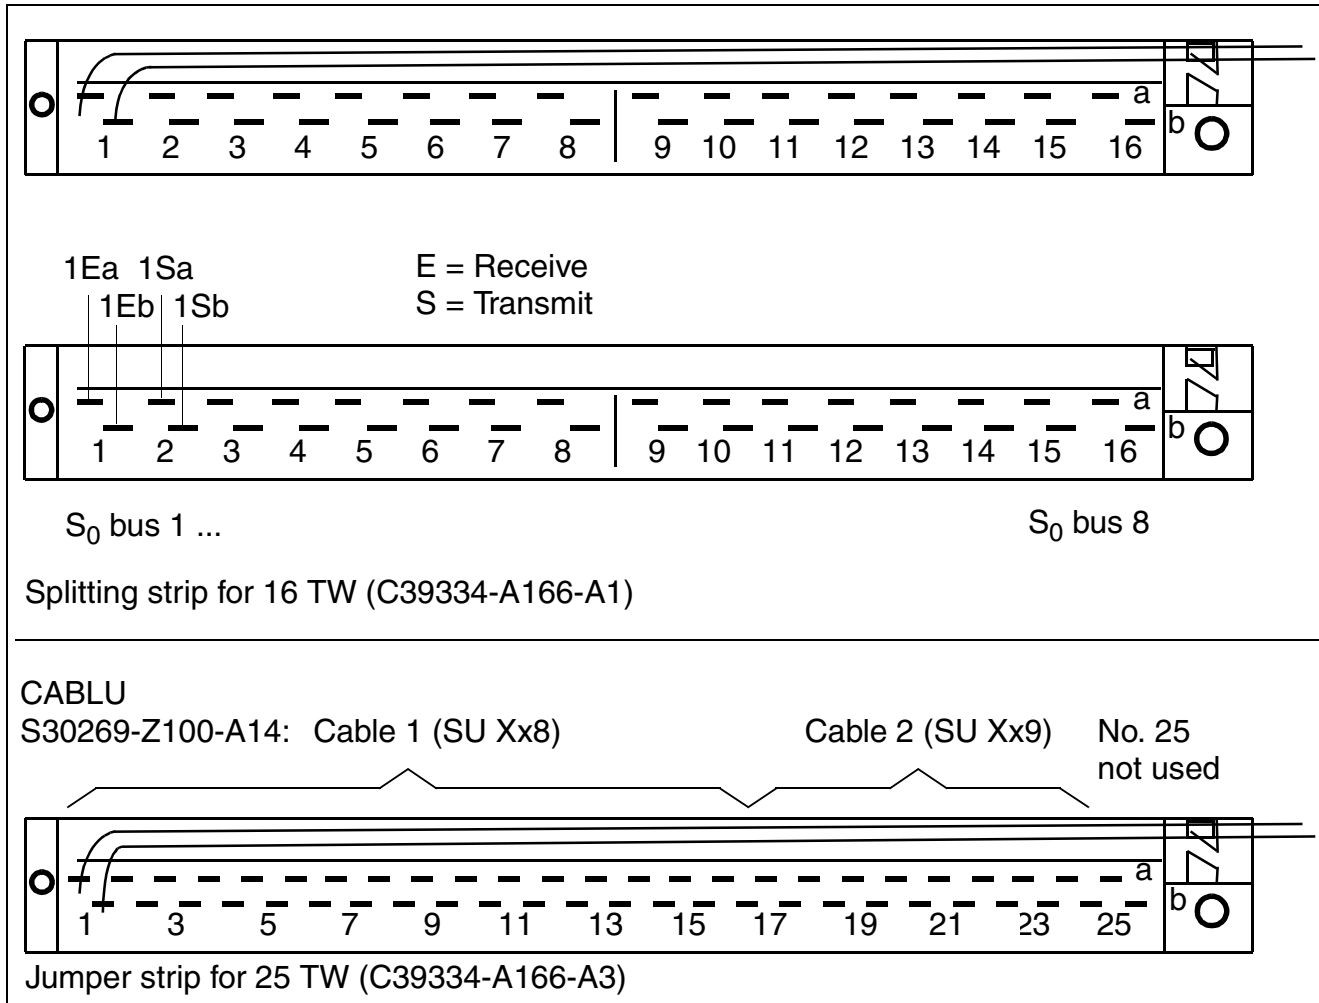 a
b
1 2 3 4 5 6 7 8 9 10 11 12 13 14 15 16
1Ea 1Sa
E = Receive
1Eb 1Sb
S = Transmit
a
b
1 2 3 4 5 6 7 8 9 10 11 12 13 14 15 16
S0 bus 1 ...
S0 bus 8
Splitting strip for 16 TW (C39334-A166-A1)
CABLU
S30269-Z100-A14: Cable 1 (SU Xx8) Cable 2 (SU Xx9) No. 25
not used
a
b
1 3 5 7 9 11 13 15 17 19 21 23 25
Jumper strip for 25 TW (C39334-A166-A3)